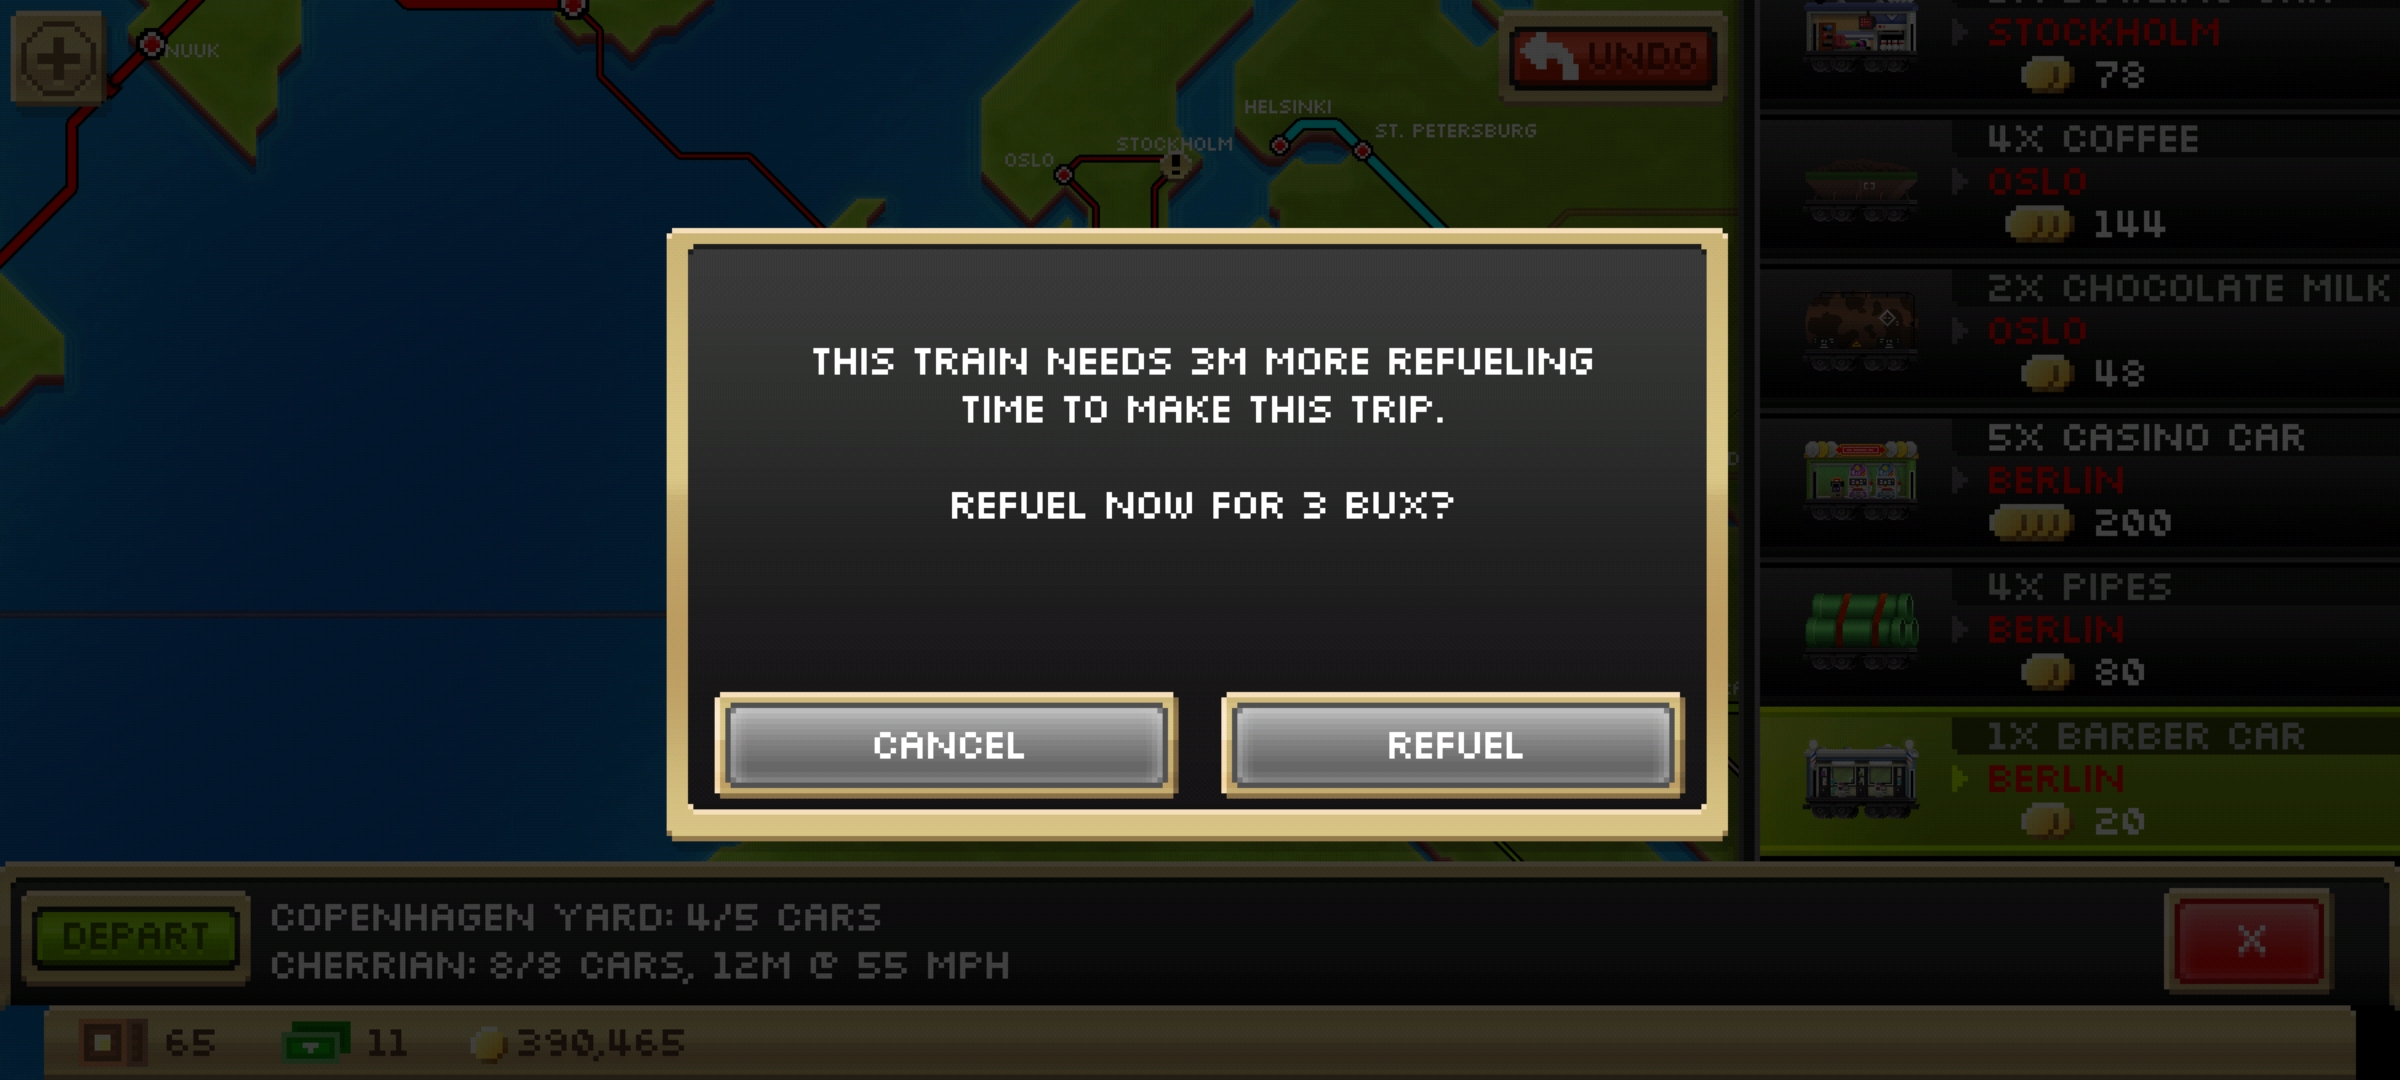 NUUK
UNDO
HELSINKI
ST. PETERSBURG
STOCKHOLM
OSLO
STOCKHOLM
78
4X COFFEE
OSLO
144
2X CHOCOLATE MILK
OSLO
48
5X CASINO CAR
BERLIN
200
4X PIPES
BERLIN
80
1X BARBER CAR
BERLIN
20
THIS TRAIN NEEDS 3M MORE REFUELING
TIME TO MAKE THIS TRIP.
REFUEL NOW FOR 3 BUX?
CANCEL
REFUEL
DEPART
COPENHAGEN YARD: 4/5 CARS
CHERRIAN: 8/8 CARS, 12M @ 55 MPH
X
65
11
390,465